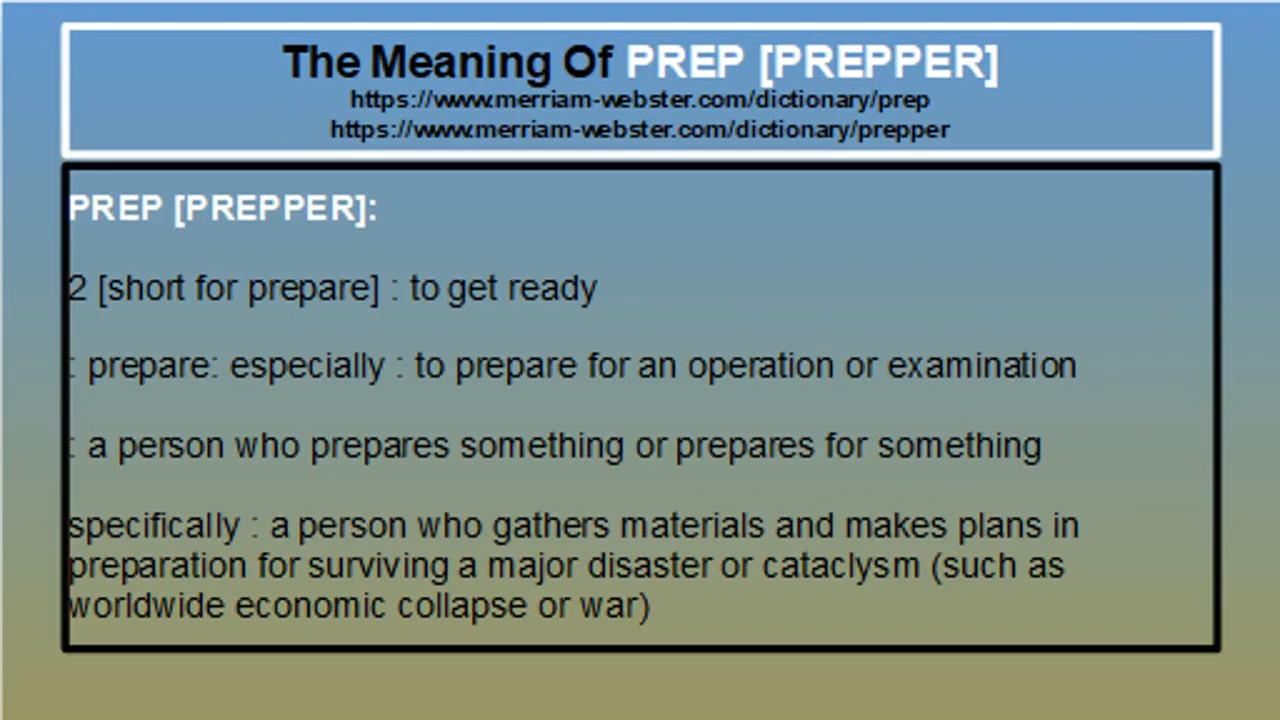 The Meaning Of PREP [PREPPER]
https://www.merriam-webster.com/dictionary/prep
https://www.merriam-webster.com/dictionary/prepper
PREP [PREPPER]:
2 [short for prepare] : to get ready
: prepare: especially : to prepare for an operation or examination
: a person who prepares something or prepares for something
specifically : a person who gathers materials and makes plans in
preparation for surviving a major disaster or cataclysm (such as
worldwide economic collapse or war)